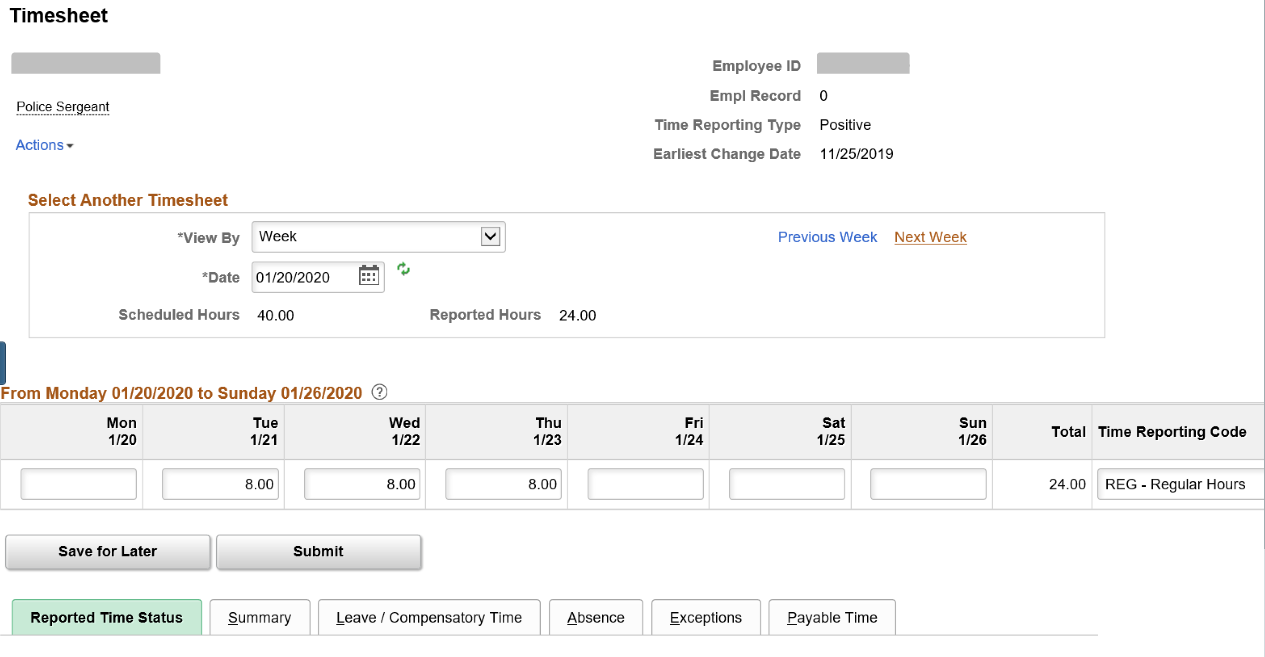 Timesheet
Employee ID
Police Sergeant
Empl Record 0
Time Reporting Type Positive
Actions
Earliest Change Date 11/25/2019
Select Another Timesheet
*View By Week Previous Week Next Week
*Date 01/20/2020
Scheduled Hours 40.00 Reported Hours 24.00
From Monday 01/20/2020 to Sunday 01/26/2020 ?
Mon Tue Wed Thu Fri Sat Sun Total Time Reporting Code
1/20 1/21 1/22 1/23 1/24 1/25 1/26
8.00 8.00 8.00 24.00 REG - Regular Hours
Save for Later Submit
Reported Time Status Summary Leave / Compensatory Time Absence Exceptions Payable Time